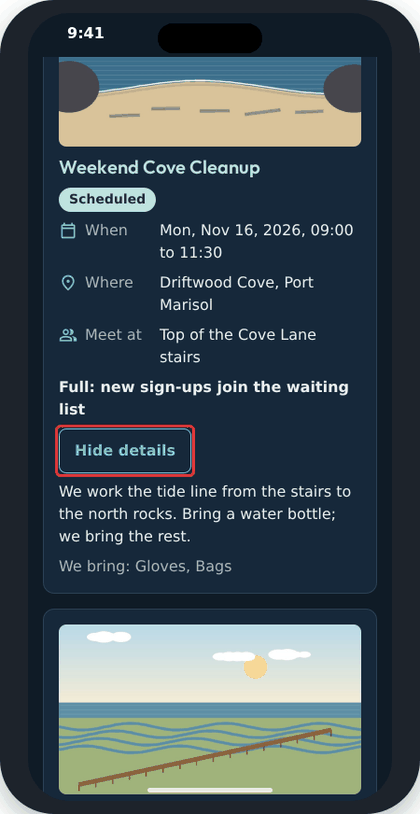 9:41
Weekend Cove Cleanup
Scheduled
When
Mon, Nov 16, 2026, 09:00
to 11:30
Where
Driftwood Cove, Port
Marisol
Meet at
Top of the Cove Lane
stairs
Full: new sign-ups join the waiting
list
Hide details
We work the tide line from the stairs to
the north rocks. Bring a water bottle;
we bring the rest.
We bring: Gloves, Bags